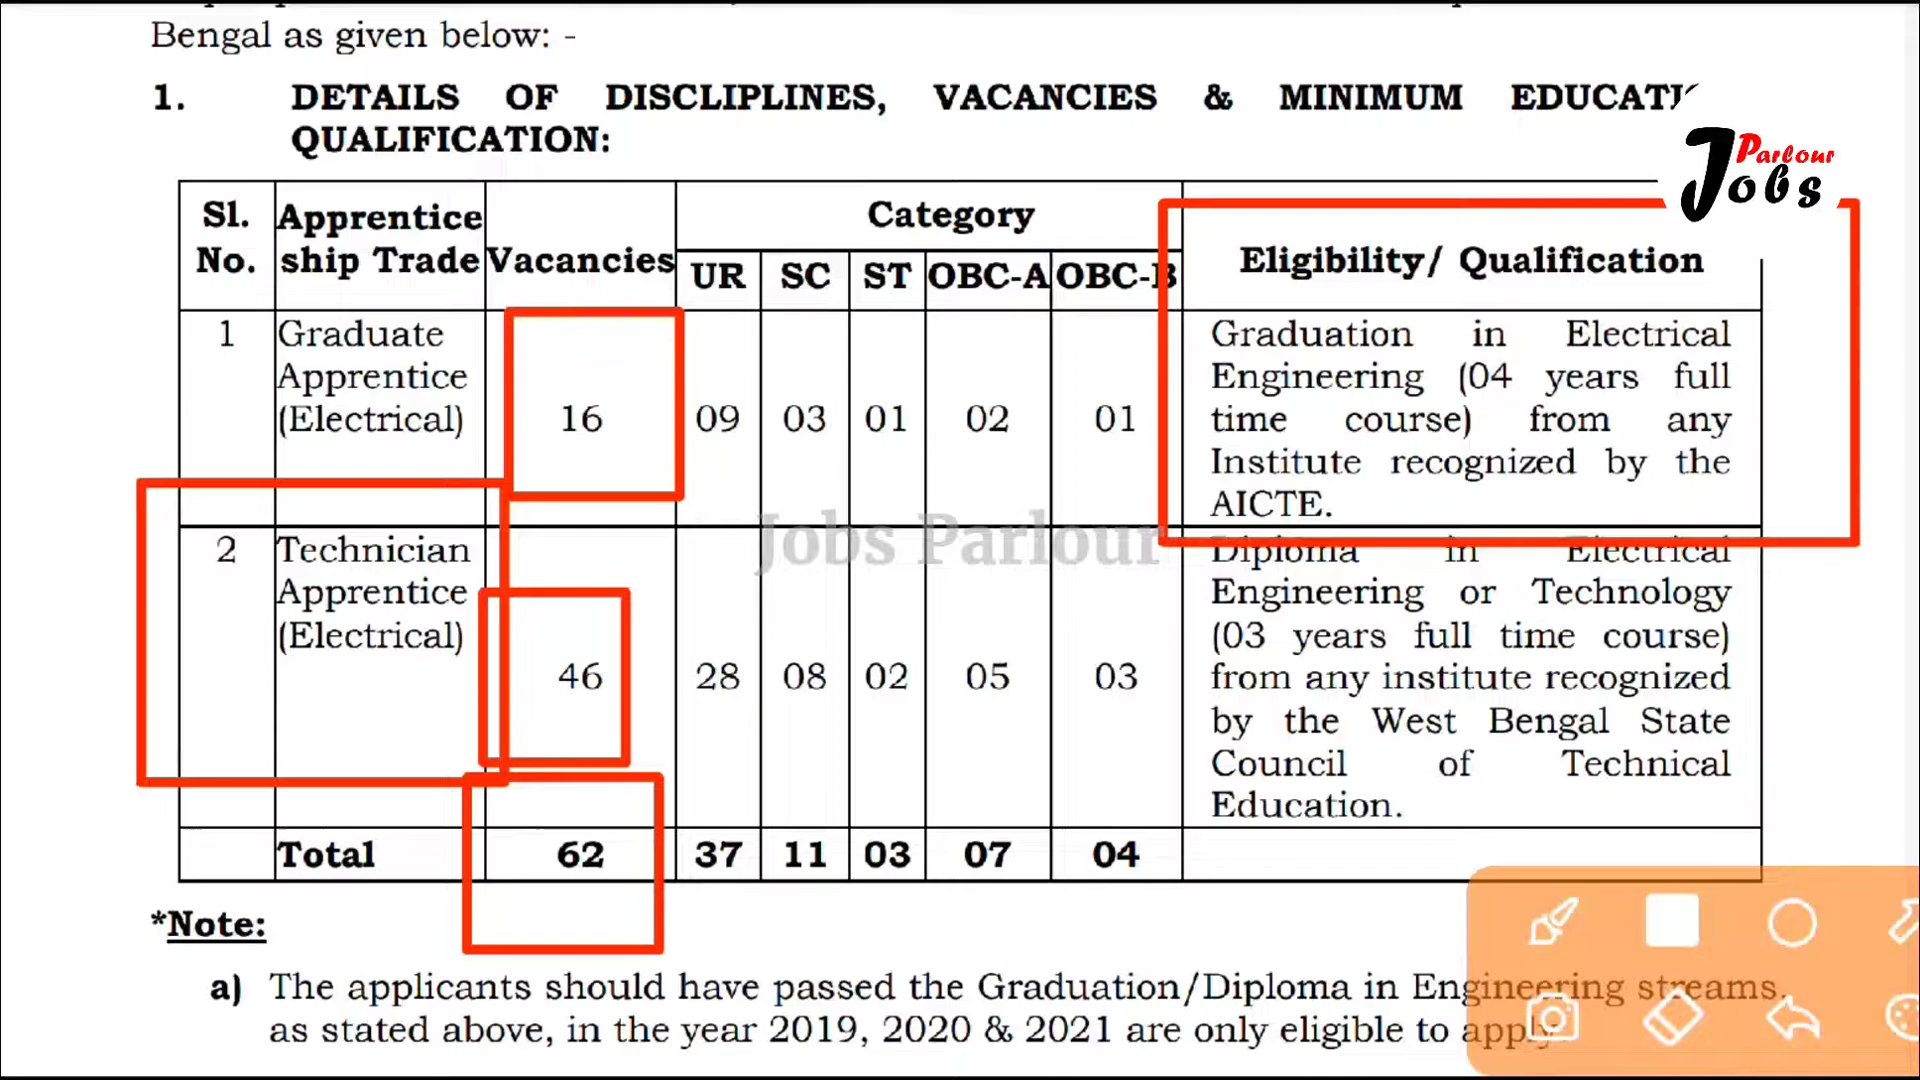 Bengal as given below: -
1. DETAILS OF DISCLIPLINES, VACANCIES & MINIMUM
QUALIFICATION:
Parlour
Jobs
Sl. No. Apprentice ship Trade Vacancies Category Eligibility/ Qualification
UR SC ST OBC-A OBC-B
1 Graduate Graduation in Electrical
Apprentice Engineering (04 years full
(Electrical) 16 09 03 01 02 01 time course) from any
Institute recognized by the
AICTE.
Jobs Parlour
2 Technician Diploma in Electrical
Apprentice Engineering or Technology
(Electrical) (03 years full time course)
46 28 08 02 05 03 from any institute recognized
by the West Bengal State
Council of Technical
Education.
Total 62 37 11 03 07 04
*Note:
a) The applicants should have passed the Graduation/Diploma in Engineering streams,
as stated above, in the year 2019, 2020 & 2021 are only eligible to apply